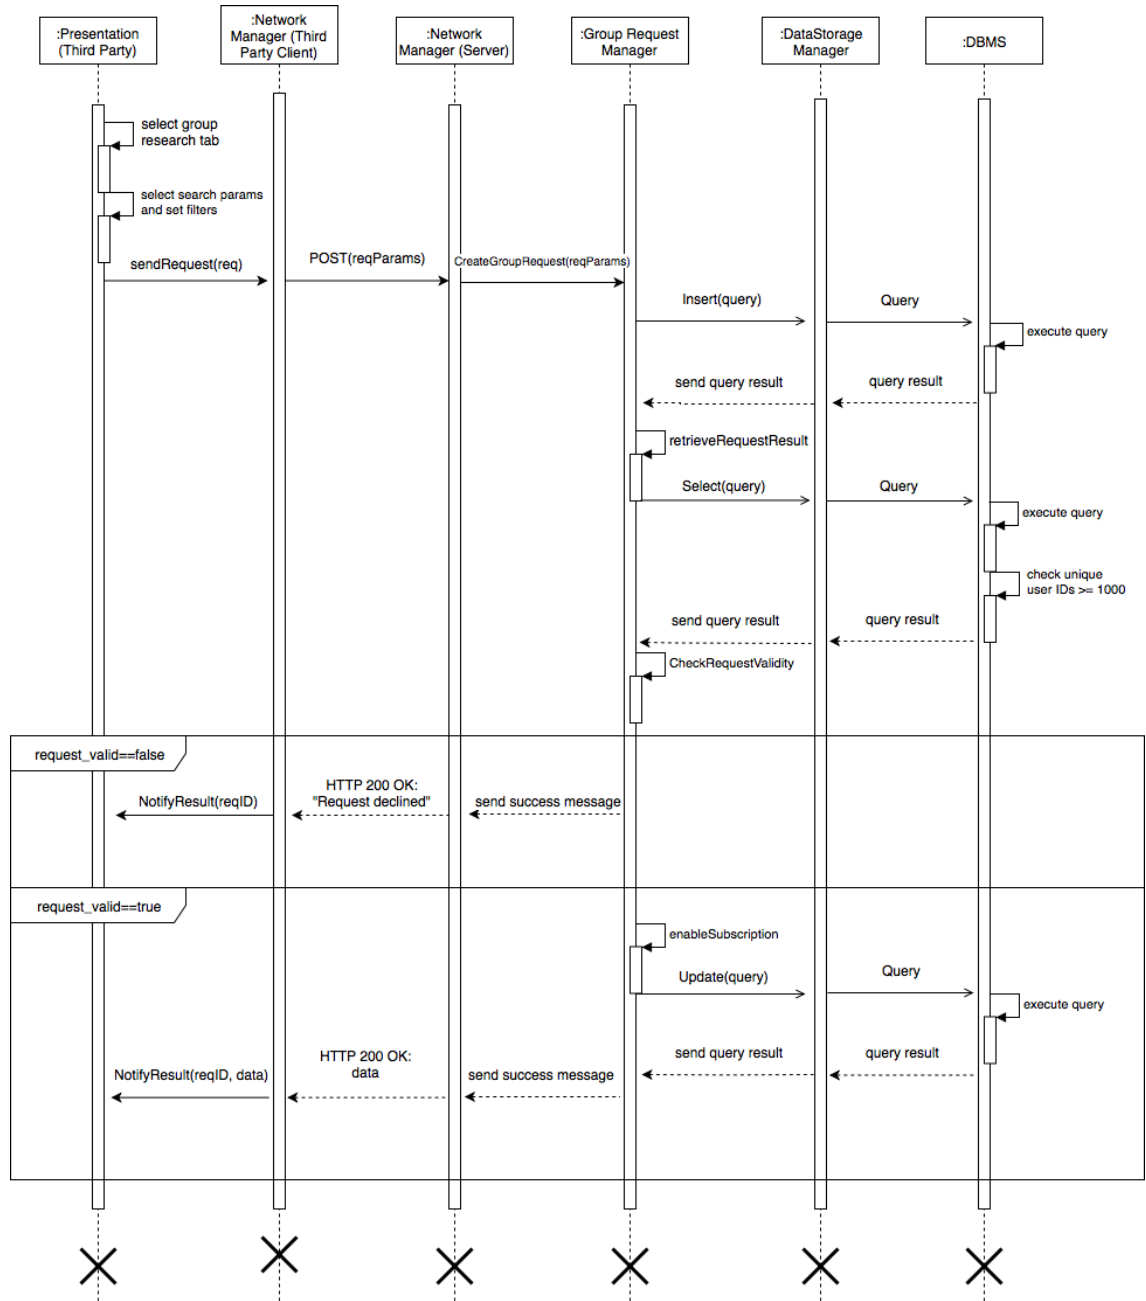 :Presentation
(Third Party)
:Network
Manager (Third
Party Client)
:Network
Manager (Server)
:Group Request
Manager
:DataStorage
Manager
:DBMS
select group
research tab
select search params
and set filters
sendRequest(req)
POST(reqParams)
CreateGroupRequest(reqParams)
Insert(query)
Query
execute query
send query result
query result
retrieveRequestResult
Select(query)
Query
execute query
check unique
user IDs >= 1000
send query result
query result
CheckRequestValidity
request_valid==false
NotifyResult(reqID)
HTTP 200 OK:
"Request declined"
send success message
request_valid==true
enableSubscription
Update(query)
Query
execute query
send query result
query result
NotifyResult(reqID, data)
HTTP 200 OK:
data
send success message